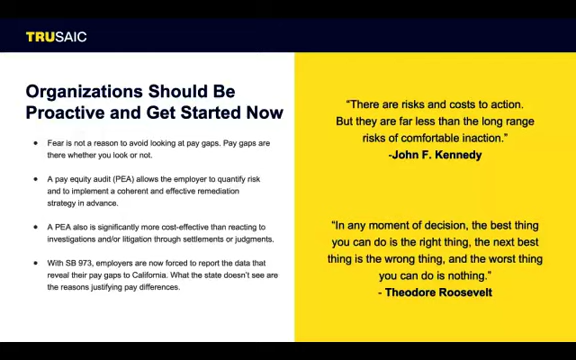 TRUSAIC
Organizations Should Be
Proactive and Get Started Now
● Fear is not a reason to avoid looking at pay gaps. Pay gaps are
there whether you look or not.
● A pay equity audit (PEA) allows the employer to quantify risk
and to implement a coherent and effective remediation
strategy in advance.
● A PEA also is significantly more cost-effective than reacting to
investigations and/or litigation through settlements or judgments.
● With SB 973, employers are now forced to report the data that
reveal their pay gaps to California. What the state doesn't see are
the reasons justifying pay differences.
“There are risks and costs to action.
But they are far less than the long range
risks of comfortable inaction.”
-John F. Kennedy
“In any moment of decision, the best thing
you can do is the right thing, the next best
thing is the wrong thing, and the worst thing
you can do is nothing.”
- Theodore Roosevelt